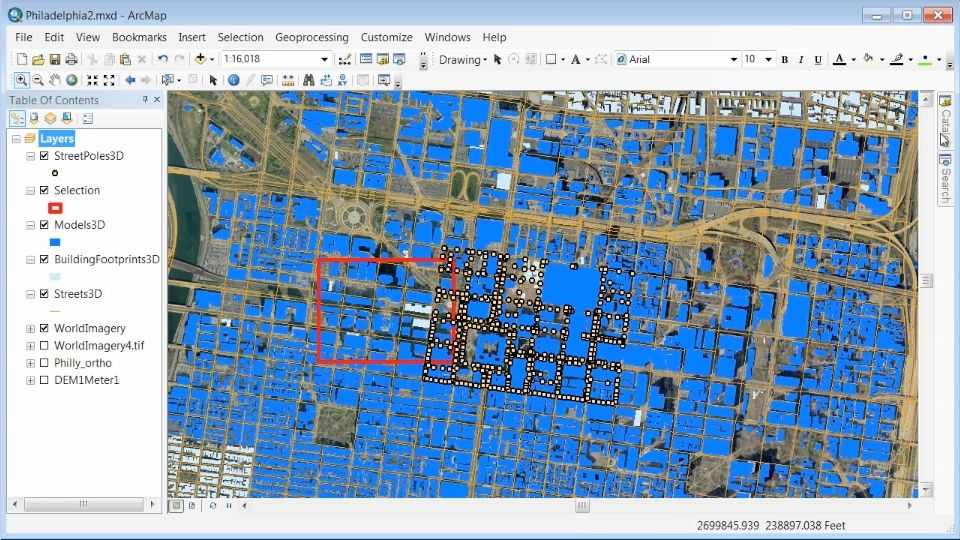 Philadelphia2.mxd - ArcMap
File Edit View Bookmarks Insert Selection Geoprocessing Customize Windows Help
1:16,018 Drawing Arial 10 B I U A
Table Of Contents
Layers
StreetPoles3D
Selection
Models3D
BuildingFootprints3D
Streets3D
WorldImagery
WorldImagery4.tif
Philly_ortho
DEM1Meter1
Search
2699845.939 238897.038 Feet